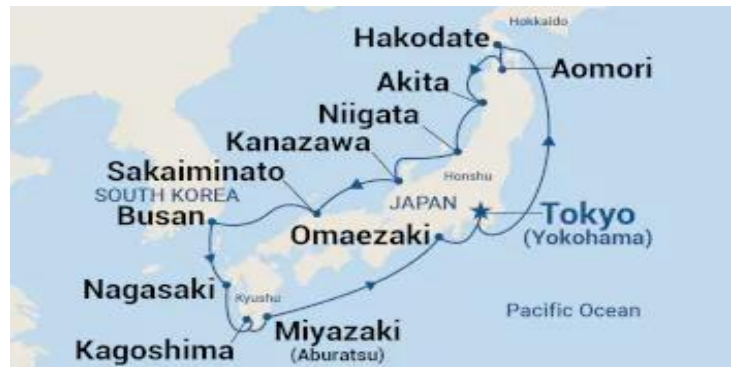 Hokkaido
Hakodate
Aomori
Akita
Niigata
Kanazawa
Honshu
Sakaiminato
SOUTH KOREA
JAPAN
Busan
Tokyo
(Yokohama)
Omaezaki
Nagasaki
Kyushu
Pacific Ocean
Miyazaki
(Aburatsu)
Kagoshima